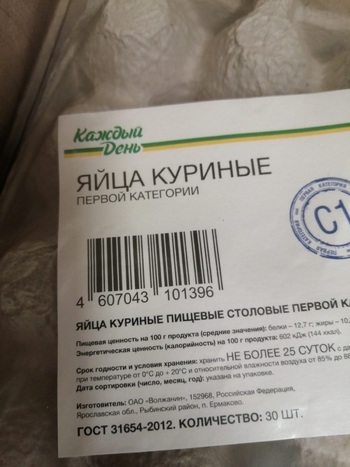 Каждый
День
ЯЙЦА КУРИНЫЕ
ПЕРВОЙ КАТЕГОРИИ
ПЕРВАЯ КАТЕГОРИЯ
С1
4 607043 101396
ЯЙЦА КУРИНЫЕ ПИЩЕВЫЕ СТОЛОВЫЕ ПЕРВОЙ
Пищевая ценность на 100 г продукта (средние значения): белки – 12,7 г; жиры –
Энергетическая ценность (калорийность) на 100 г продукта: 602 кДж (144 ккал).
Срок годности и условия хранения: хранить НЕ БОЛЕЕ 25 СУТОК с
при температуре от 0°C до + 20°C и относительной влажности воздуха от 85% до
Дата сортировки (число, месяц, год): указана на упаковке.
Изготовитель: ОАО «Волжанин», 152968, Российская Федерация,
Ярославская обл., Рыбинский район, п. Ермаково.
ГОСТ 31654-2012. КОЛИЧЕСТВО: 30 ШТ.